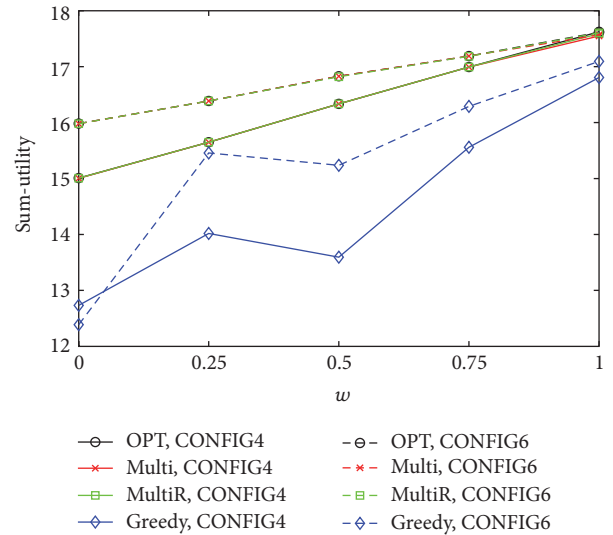 18
17
16
15
14
13
12
Sum-utility
0 0.25 0.5 0.75 1
w
OPT, CONFIG4
Multi, CONFIG4
MultiR, CONFIG4
Greedy, CONFIG4
OPT, CONFIG6
Multi, CONFIG6
MultiR, CONFIG6
Greedy, CONFIG6